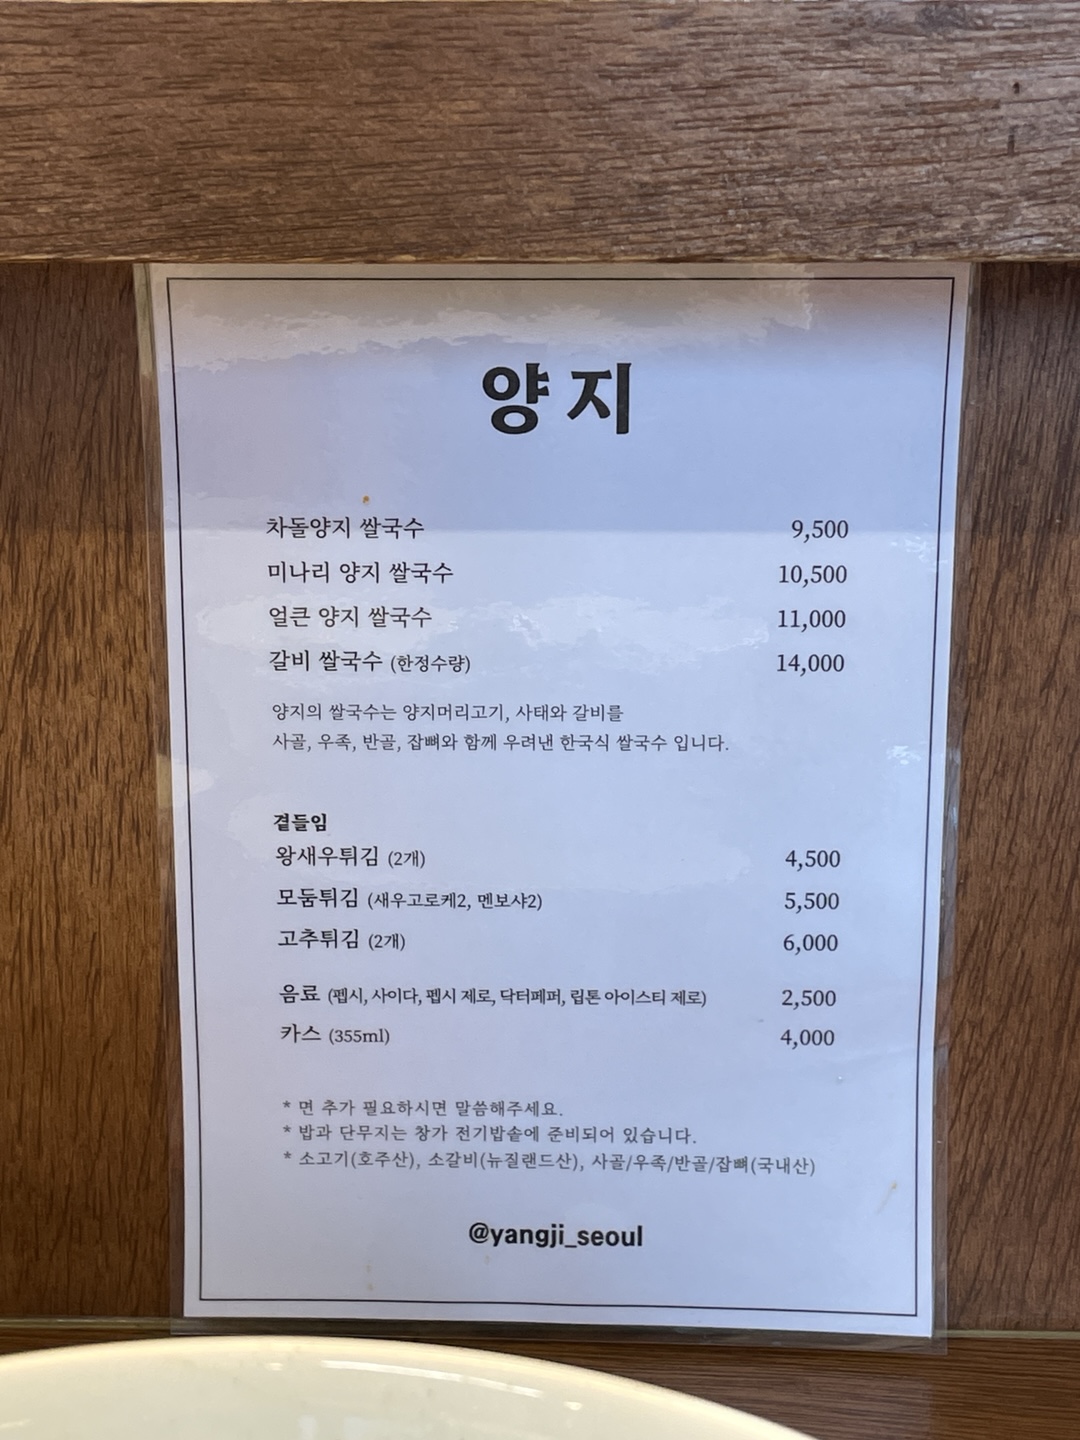 양지
차돌양지 쌀국수 9,500
미나리 양지 쌀국수 10,500
얼큰 양지 쌀국수 11,000
갈비 쌀국수 (한정수량) 14,000
양지의 쌀국수는 양지머리고기, 사태와 갈비를
사골, 우족, 반골, 잡뼈와 함께 우려낸 한국식 쌀국수 입니다.
곁들임
왕새우튀김 (2개) 4,500
모둠튀김 (새우고로케2, 멘보샤2) 5,500
고추튀김 (2개) 6,000
음료 (펩시, 사이다, 펩시 제로, 닥터페퍼, 립톤 아이스티 제로) 2,500
카스 (355ml) 4,000
* 면 추가 필요하시면 말씀해주세요.
* 밥과 단무지는 창가 전기밥솥에 준비되어 있습니다.
* 소고기(호주산), 소갈비(뉴질랜드산), 사골/우족/반골/잡뼈(국내산)
@yangji_seoul